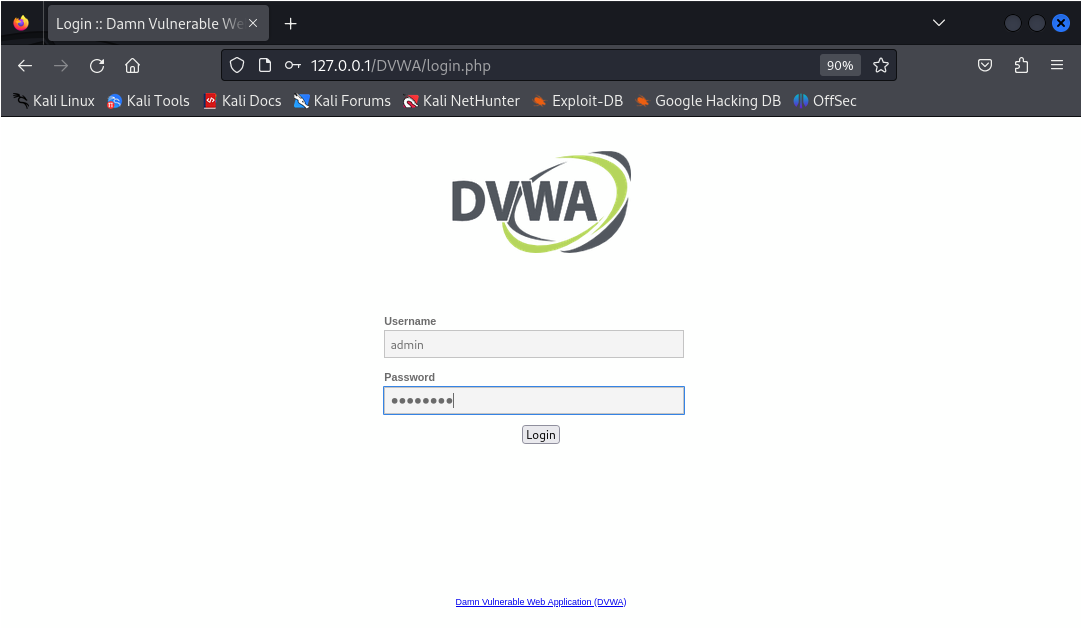 Login :: Damn Vulnerable We
127.0.0.1/DVWA/login.php 90%
Kali Linux Kali Tools Kali Docs Kali Forums Kali NetHunter Exploit-DB Google Hacking DB OffSec
DVWA
Username
admin
Password
••••••••
Login
Damn Vulnerable Web Application (DVWA)